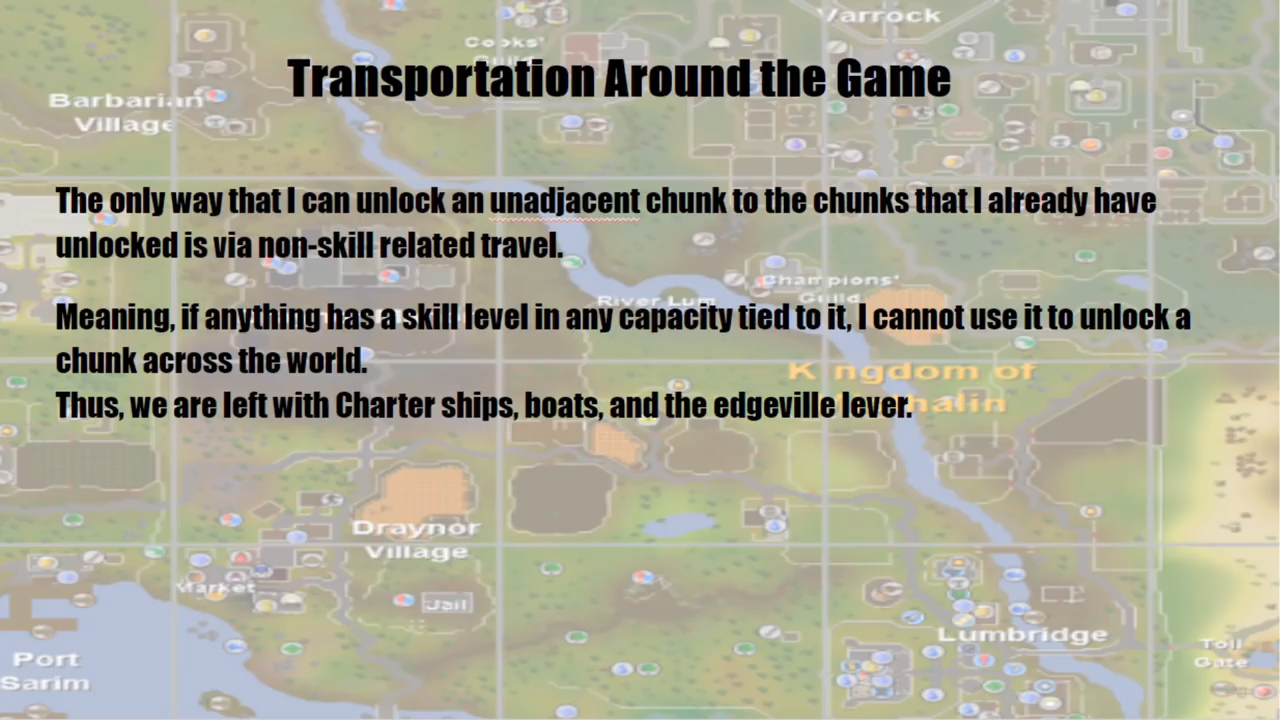 Varrock
Cooks'
Guild
Transportation Around the Game
Barbarian
Village
The only way that I can unlock an unadjacent chunk to the chunks that I already have
unlocked is via non-skill related travel.
Champions'
Guild
River Lum
Meaning, if anything has a skill level in any capacity tied to it, I cannot use it to unlock a
chunk across the world.
Kingdom of
Thus, we are left with Charter ships, boats, and the edgeville lever.
Draynor
Village
Market
Jail
Lumbridge
Toll
Gate
Port
Sarim